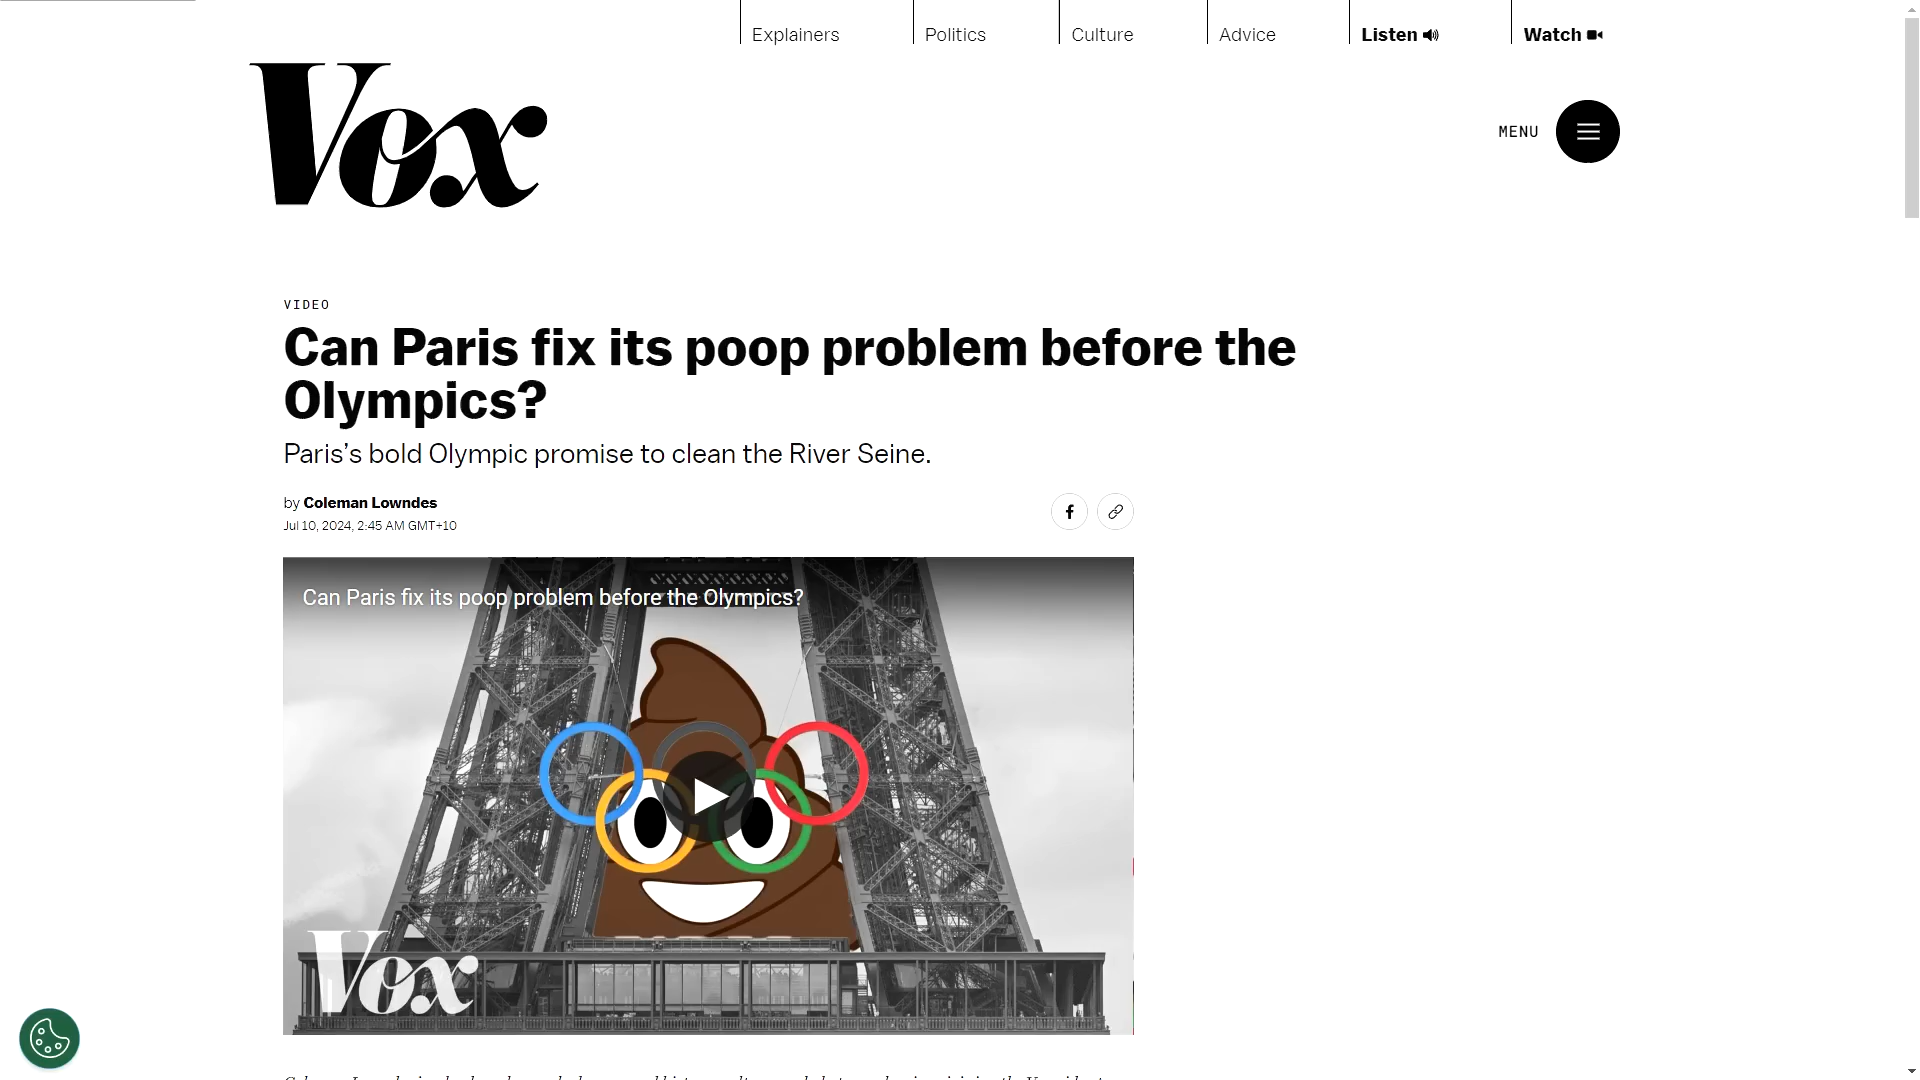 Explainers
Politics
Culture
Advice
Listen
Watch
Vox
MENU
VIDEO
Can Paris fix its poop problem before the
Olympics?
Paris’s bold Olympic promise to clean the River Seine.
by Coleman Lowndes
Jul 10, 2024, 2:45 AM GMT+10
Can Paris fix its poop problem before the Olympics?
Vox